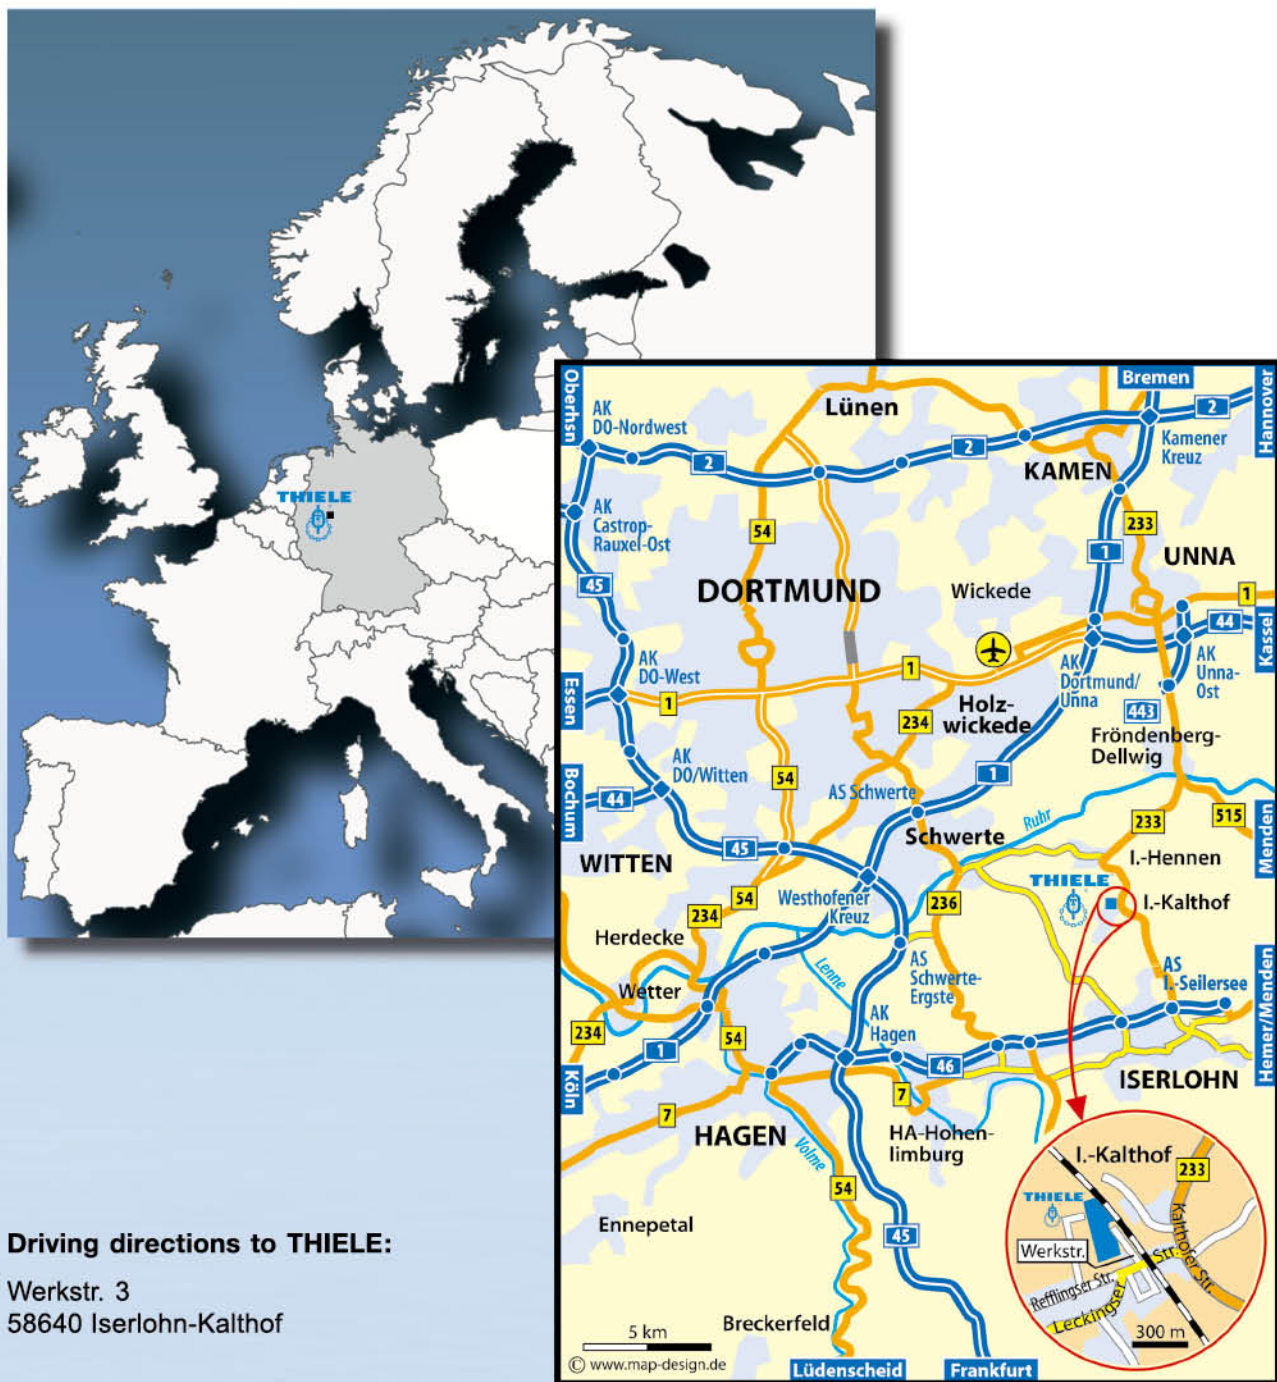 THIELE
Driving directions to THIELE:
Werkstr. 3
58640 Iserlohn-Kalthof
Oberhsn
AK
DO-Nordwest
Lünen
Bremen
2
Hannover
2
2
Kamener
Kreuz
KAMEN
AK
Castrop-
Rauxel-Ost
54
233
1
UNNA
45
DORTMUND
Wickede
1
44
Kassel
AK
DO-West
1
AK
Dortmund/
Unna
AK
Unna-
Ost
Essen
1
234
Holz-
wickede
443
Fröndenberg-
Dellwig
AK
DO/Witten
54
1
Bochum
44
AS Schwerte
Ruhr
233
515
Menden
45
Schwerte
WITTEN
I.-Hennen
THIELE
Westhofener
Kreuz
54
236
I.-Kalthof
234
Herdecke
Lenne
AS
Schwerte-
Ergste
AS
I.-Seilersee
Hemer/Menden
Wetter
AK
Hagen
234
54
1
46
Köln
7
ISERLOHN
7
HAGEN
HA-Hohen-
limburg
Volme
54
I.-Kalthof
233
THIELE
Kalthofer Str.
Werkstr.
Refflingser Str.
Leckingser Str.
300 m
Ennepetal
45
Breckerfeld
5 km
© www.map-design.de
Lüdenscheid
Frankfurt